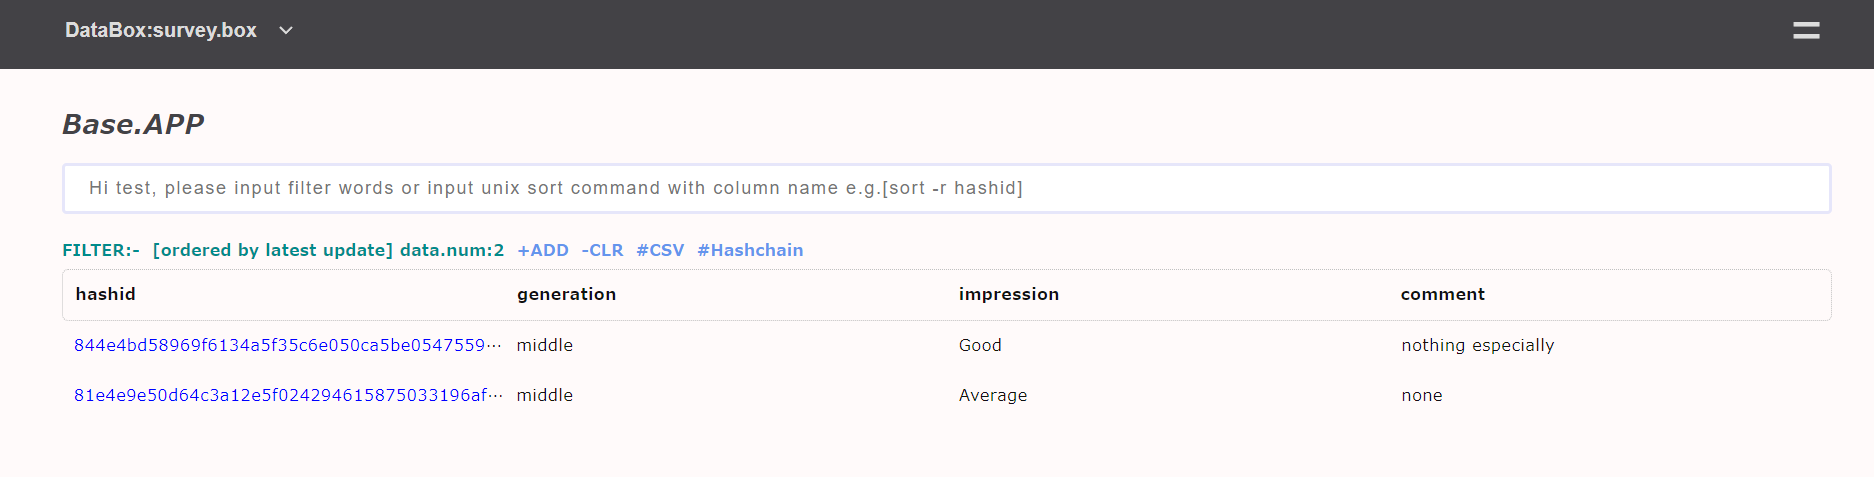 DataBox:survey.box
Base.APP
Hi test, please input filter words or input unix sort command with column name e.g.[sort -r hashid]
FILTER:- [ordered by latest update] data.num:2 +ADD -CLR #CSV #Hashchain
hashid generation impression comment
844e4bd58969f6134a5f35c6e050ca5be0547559… middle Good nothing especially
81e4e9e50d64c3a12e5f024294615875033196af… middle Average none